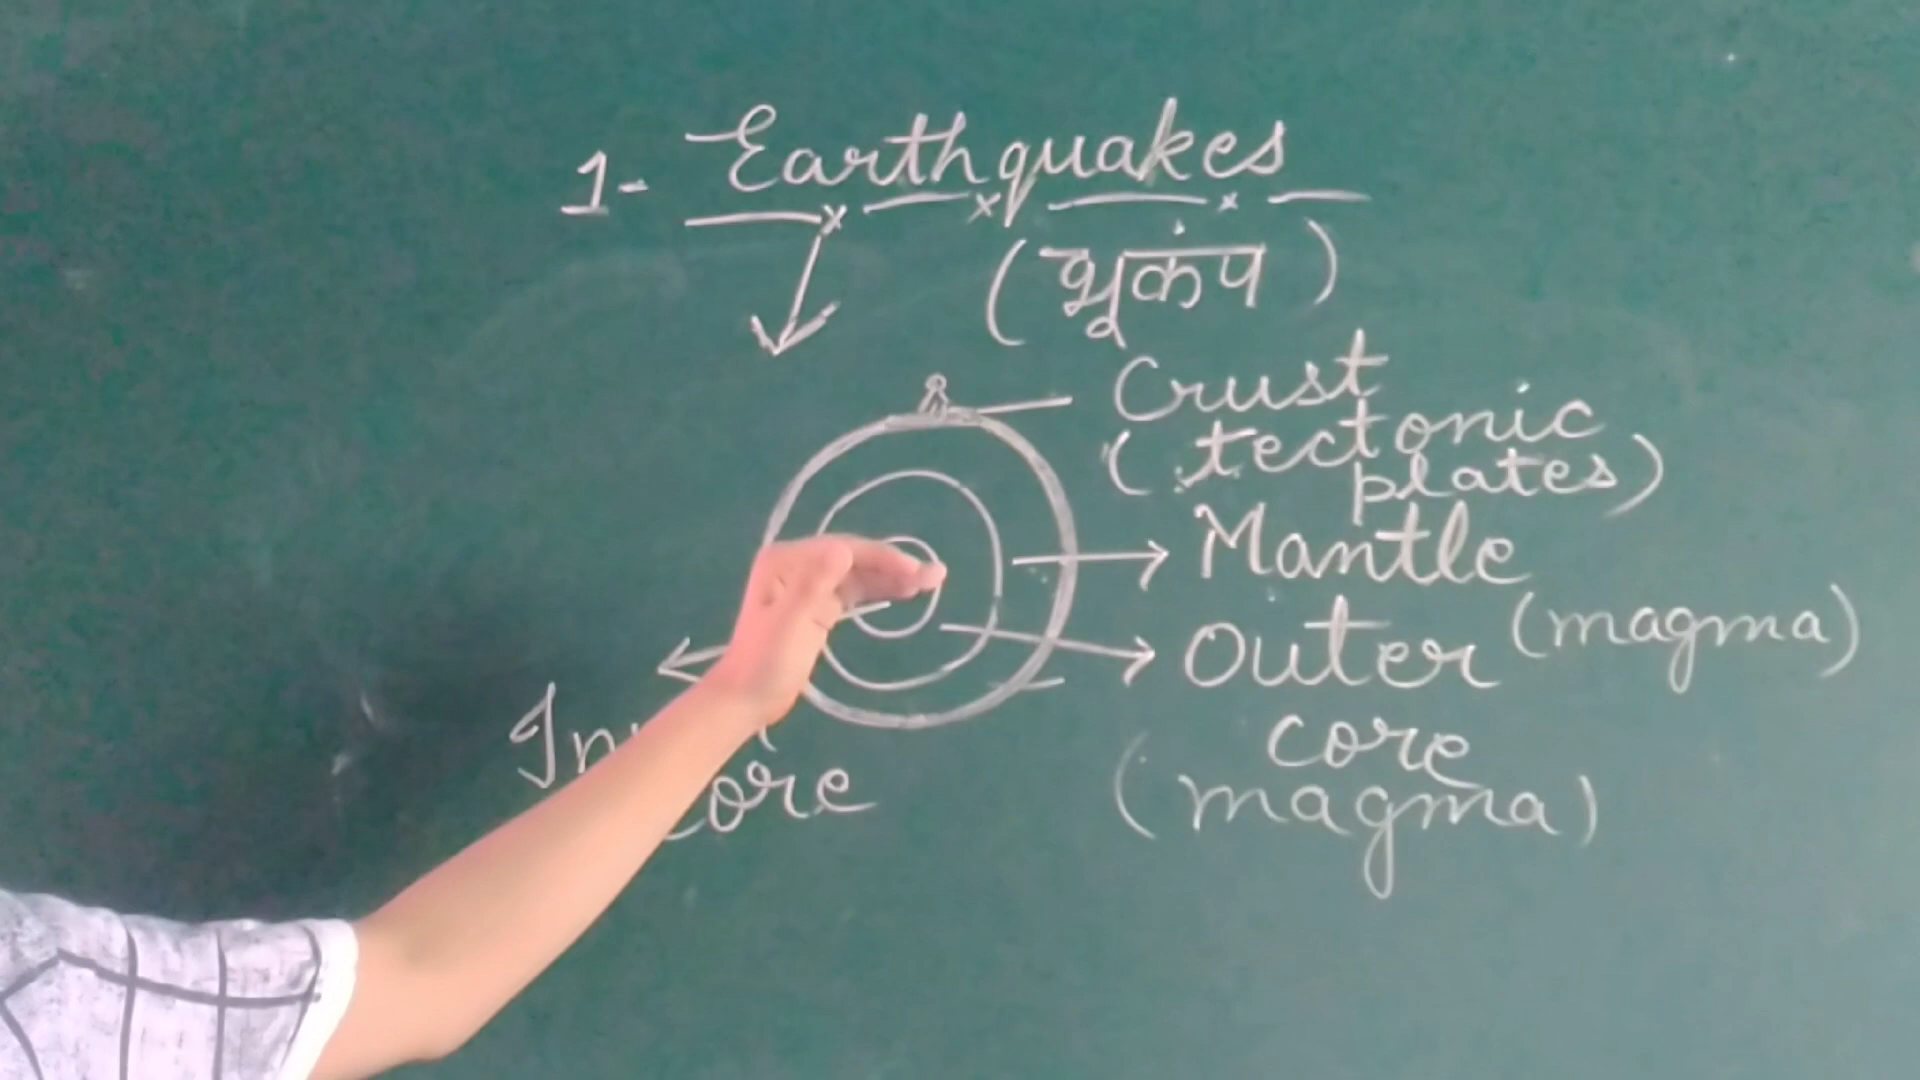 1- Earthquakes
(भूकंप)
Crust
(tectonic
plates)
Mantle
(magma)
Outer
core
(magma)
core